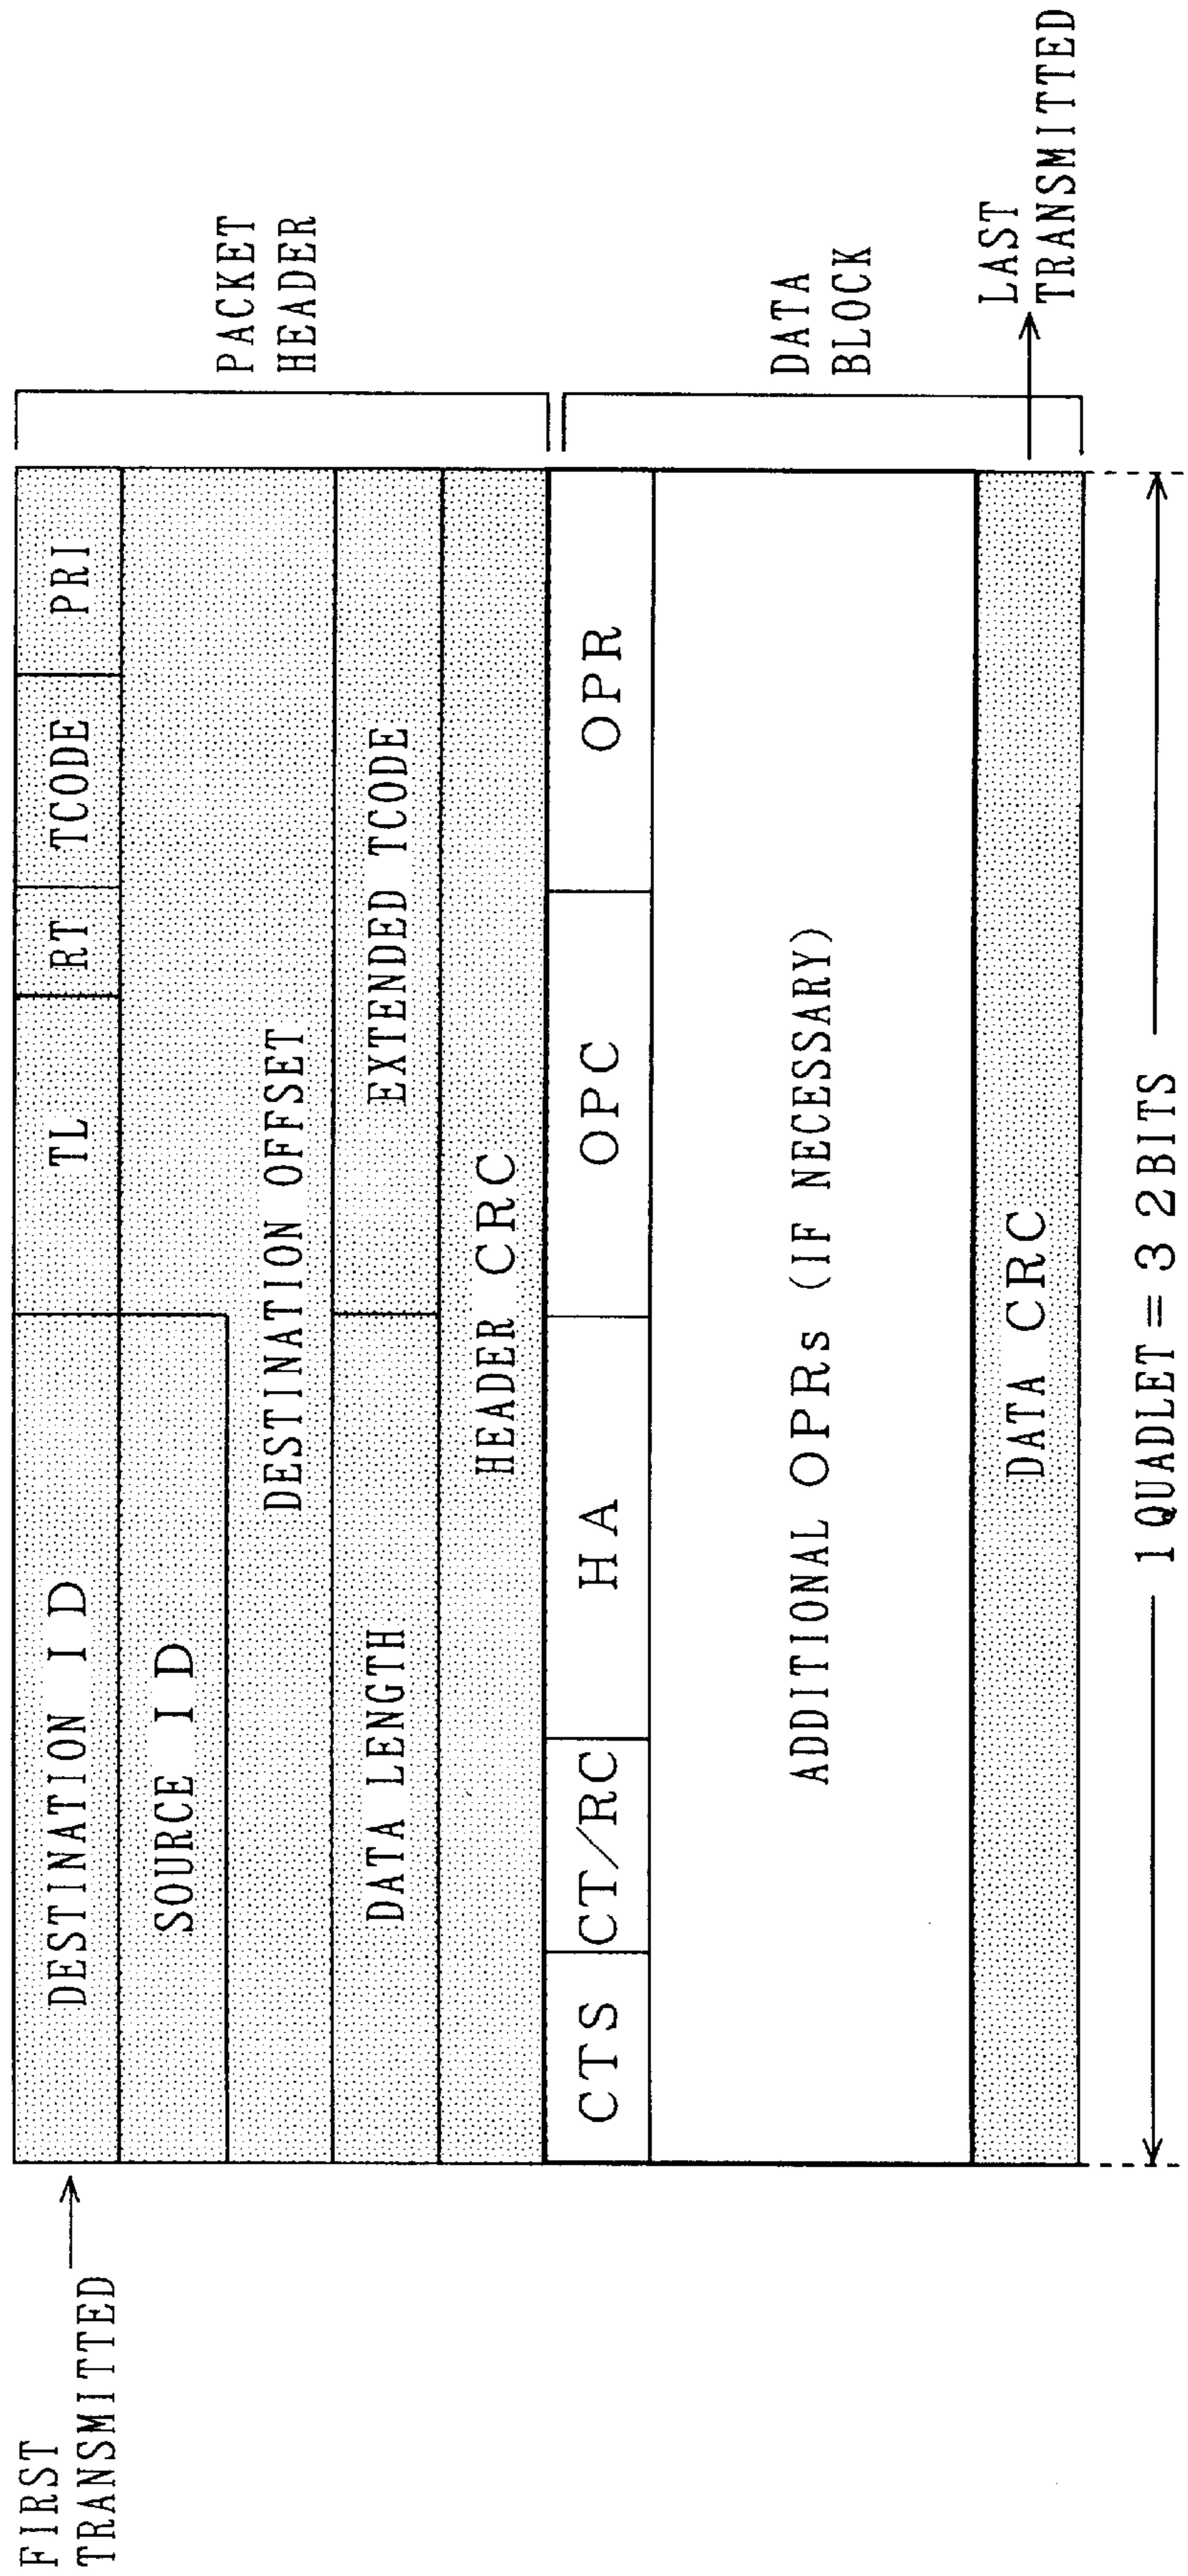 FIRST
TRANSMITTED
DESTINATION ID
TL
RT
TCODE
PRI
SOURCE ID
DESTINATION OFFSET
DATA LENGTH
EXTENDED TCODE
HEADER CRC
PACKET
HEADER
CTS
CT/RC
HA
OPC
OPR
ADDITIONAL OPRs (IF NECESSARY)
DATA
BLOCK
DATA CRC
LAST
TRANSMITTED
1 QUADLET = 32BITS